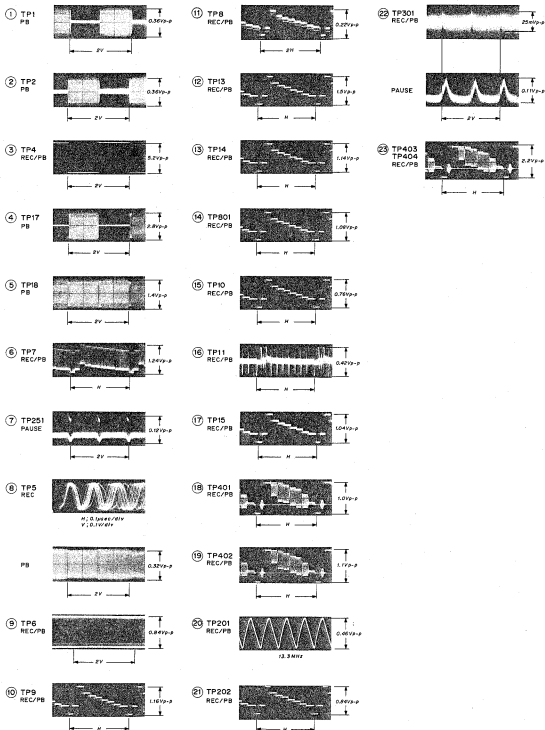 ① TP1
PB
0.36Vp-p
2V
② TP2
PB
0.36Vp-p
2V
③ TP4
REC/PB
5.2Vp-p
2V
④ TP17
PB
2.8Vp-p
2V
⑤ TP18
PB
1.4Vp-p
2V
⑥ TP7
REC/PB
1.24Vp-p
H
⑦ TP251
PAUSE
0.12Vp-p
2V
⑧ TP5
REC
H ; 0.1μsec/div
V ; 0.1V/div
PB
0.32Vp-p
2V
⑨ TP6
REC/PB
0.84Vp-p
2V
⑩ TP9
REC/PB
1.16Vp-p
H
⑪ TP8
REC/PB
0.22Vp-p
2H
⑫ TP13
REC/PB
1.5Vp-p
H
⑬ TP14
REC/PB
1.14Vp-p
H
⑭ TP801
REC/PB
1.08Vp-p
H
⑮ TP10
REC/PB
0.76Vp-p
H
⑯ TP11
REC/PB
0.42Vp-p
H
⑰ TP15
REC/PB
1.04Vp-p
H
⑱ TP401
REC/PB
1.0Vp-p
H
⑲ TP402
REC/PB
1.1Vp-p
H
⑳ TP201
REC/PB
0.46Vp-p
13.3MHz
㉑ TP202
REC/PB
0.84Vp-p
H
㉒ TP301
REC/PB
25mVp-p
PAUSE
0.11Vp-p
2V
㉓ TP403
TP404
REC/PB
2.2Vp-p
H